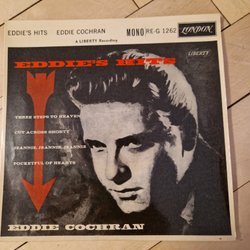 EDDIE'S HITS EDDIE COCHRAN MONO RE-G 1262 LONDON
A LIBERTY Recording
LIBERTY
EDDIE'S HITS
THREE STEPS TO HEAVEN
CUT ACROSS SHORTY
JEANNIE, JEANNIE, JEANNIE
POCKETFUL OF HEARTS
EDDIE COCHRAN